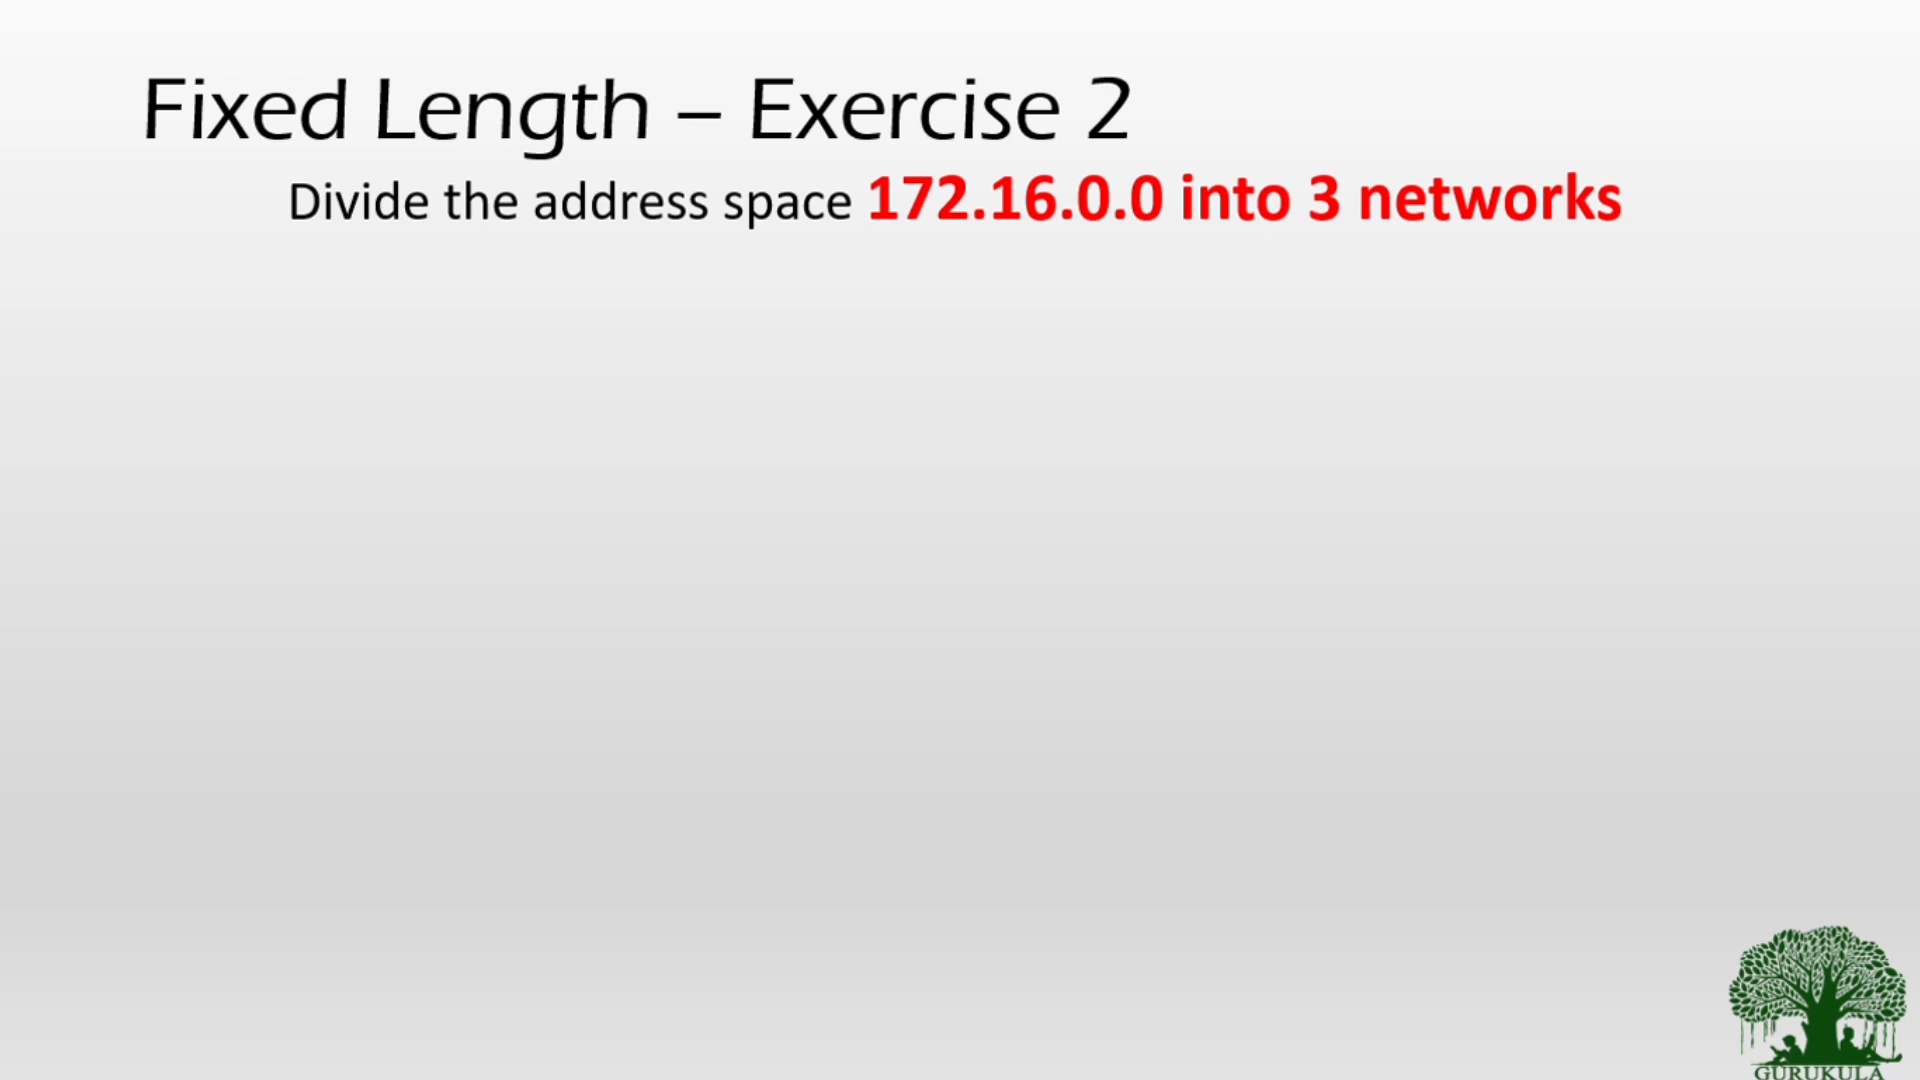 Fixed Length – Exercise 2
Divide the address space 172.16.0.0 into 3 networks
GURUKULA